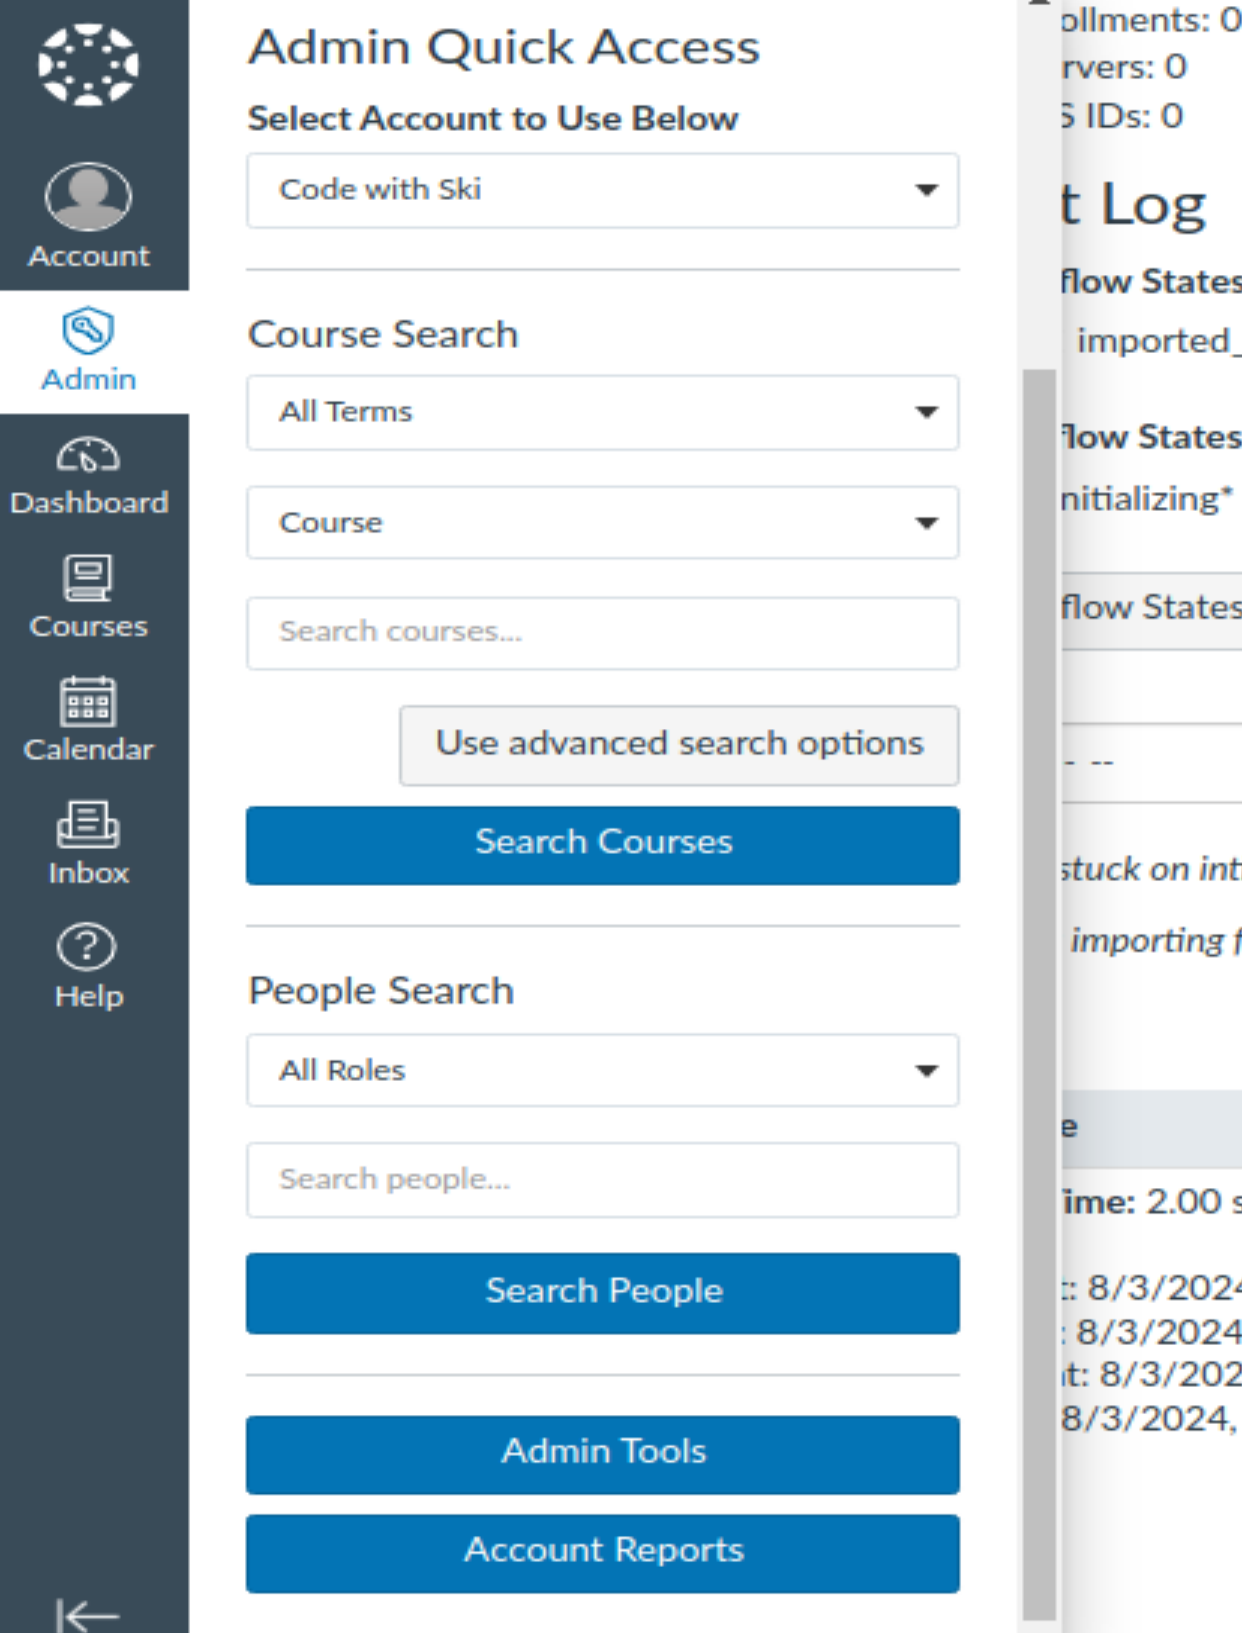 Account
Admin
Dashboard
Courses
Calendar
Inbox
Help
Admin Quick Access
Select Account to Use Below
Code with Ski
Course Search
All Terms
Course
Search courses...
Use advanced search options
Search Courses
People Search
All Roles
Search people...
Search People
Admin Tools
Account Reports
ollments: 0
rvers: 0
S IDs: 0
t Log
flow States
imported_
flow States
nitializing*
flow States
- --
stuck on int
importing f
e
ime: 2.00 s
t: 8/3/2024
: 8/3/2024
t: 8/3/202
8/3/2024,